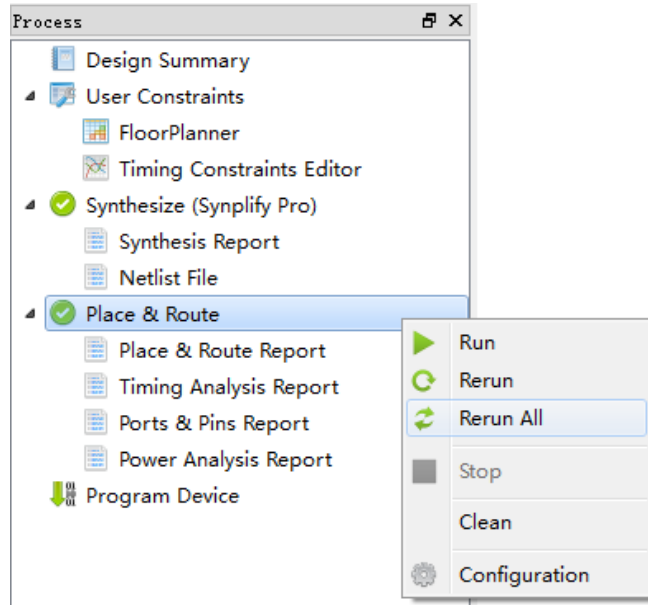 Process
Design Summary
User Constraints
FloorPlanner
Timing Constraints Editor
Synthesize (Synplify Pro)
Synthesis Report
Netlist File
Place & Route
Place & Route Report
Timing Analysis Report
Ports & Pins Report
Power Analysis Report
Program Device
Run
Rerun
Rerun All
Stop
Clean
Configuration